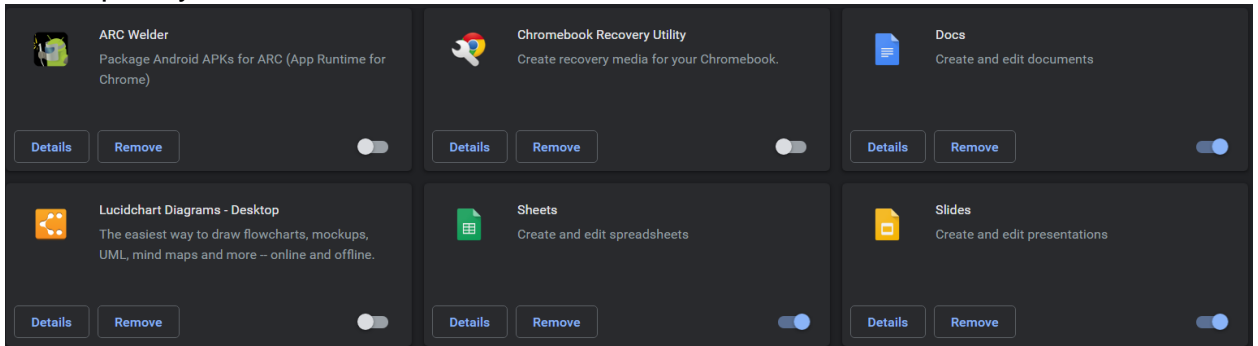 ARC Welder
Package Android APKs for ARC (App Runtime for
Chrome)
Details
Remove
Chromebook Recovery Utility
Create recovery media for your Chromebook.
Details
Remove
Docs
Create and edit documents
Details
Remove
Lucidchart Diagrams - Desktop
The easiest way to draw flowcharts, mockups,
UML, mind maps and more -- online and offline.
Details
Remove
Sheets
Create and edit spreadsheets
Details
Remove
Slides
Create and edit presentations
Details
Remove